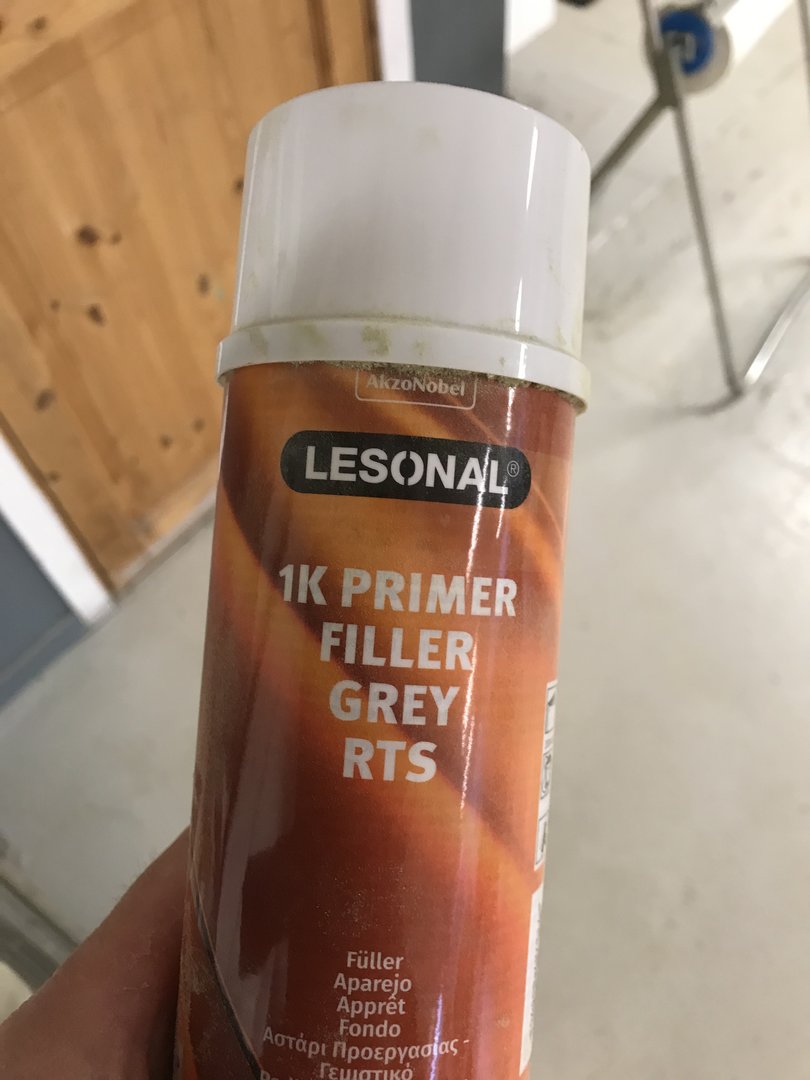 AkzoNobel
LESONAL®
1K PRIMER
FILLER
GREY
RTS
Füller
Aparejo
Apprêt
Fondo
Αστάρι Προεργασίας -
Γεμιστικό